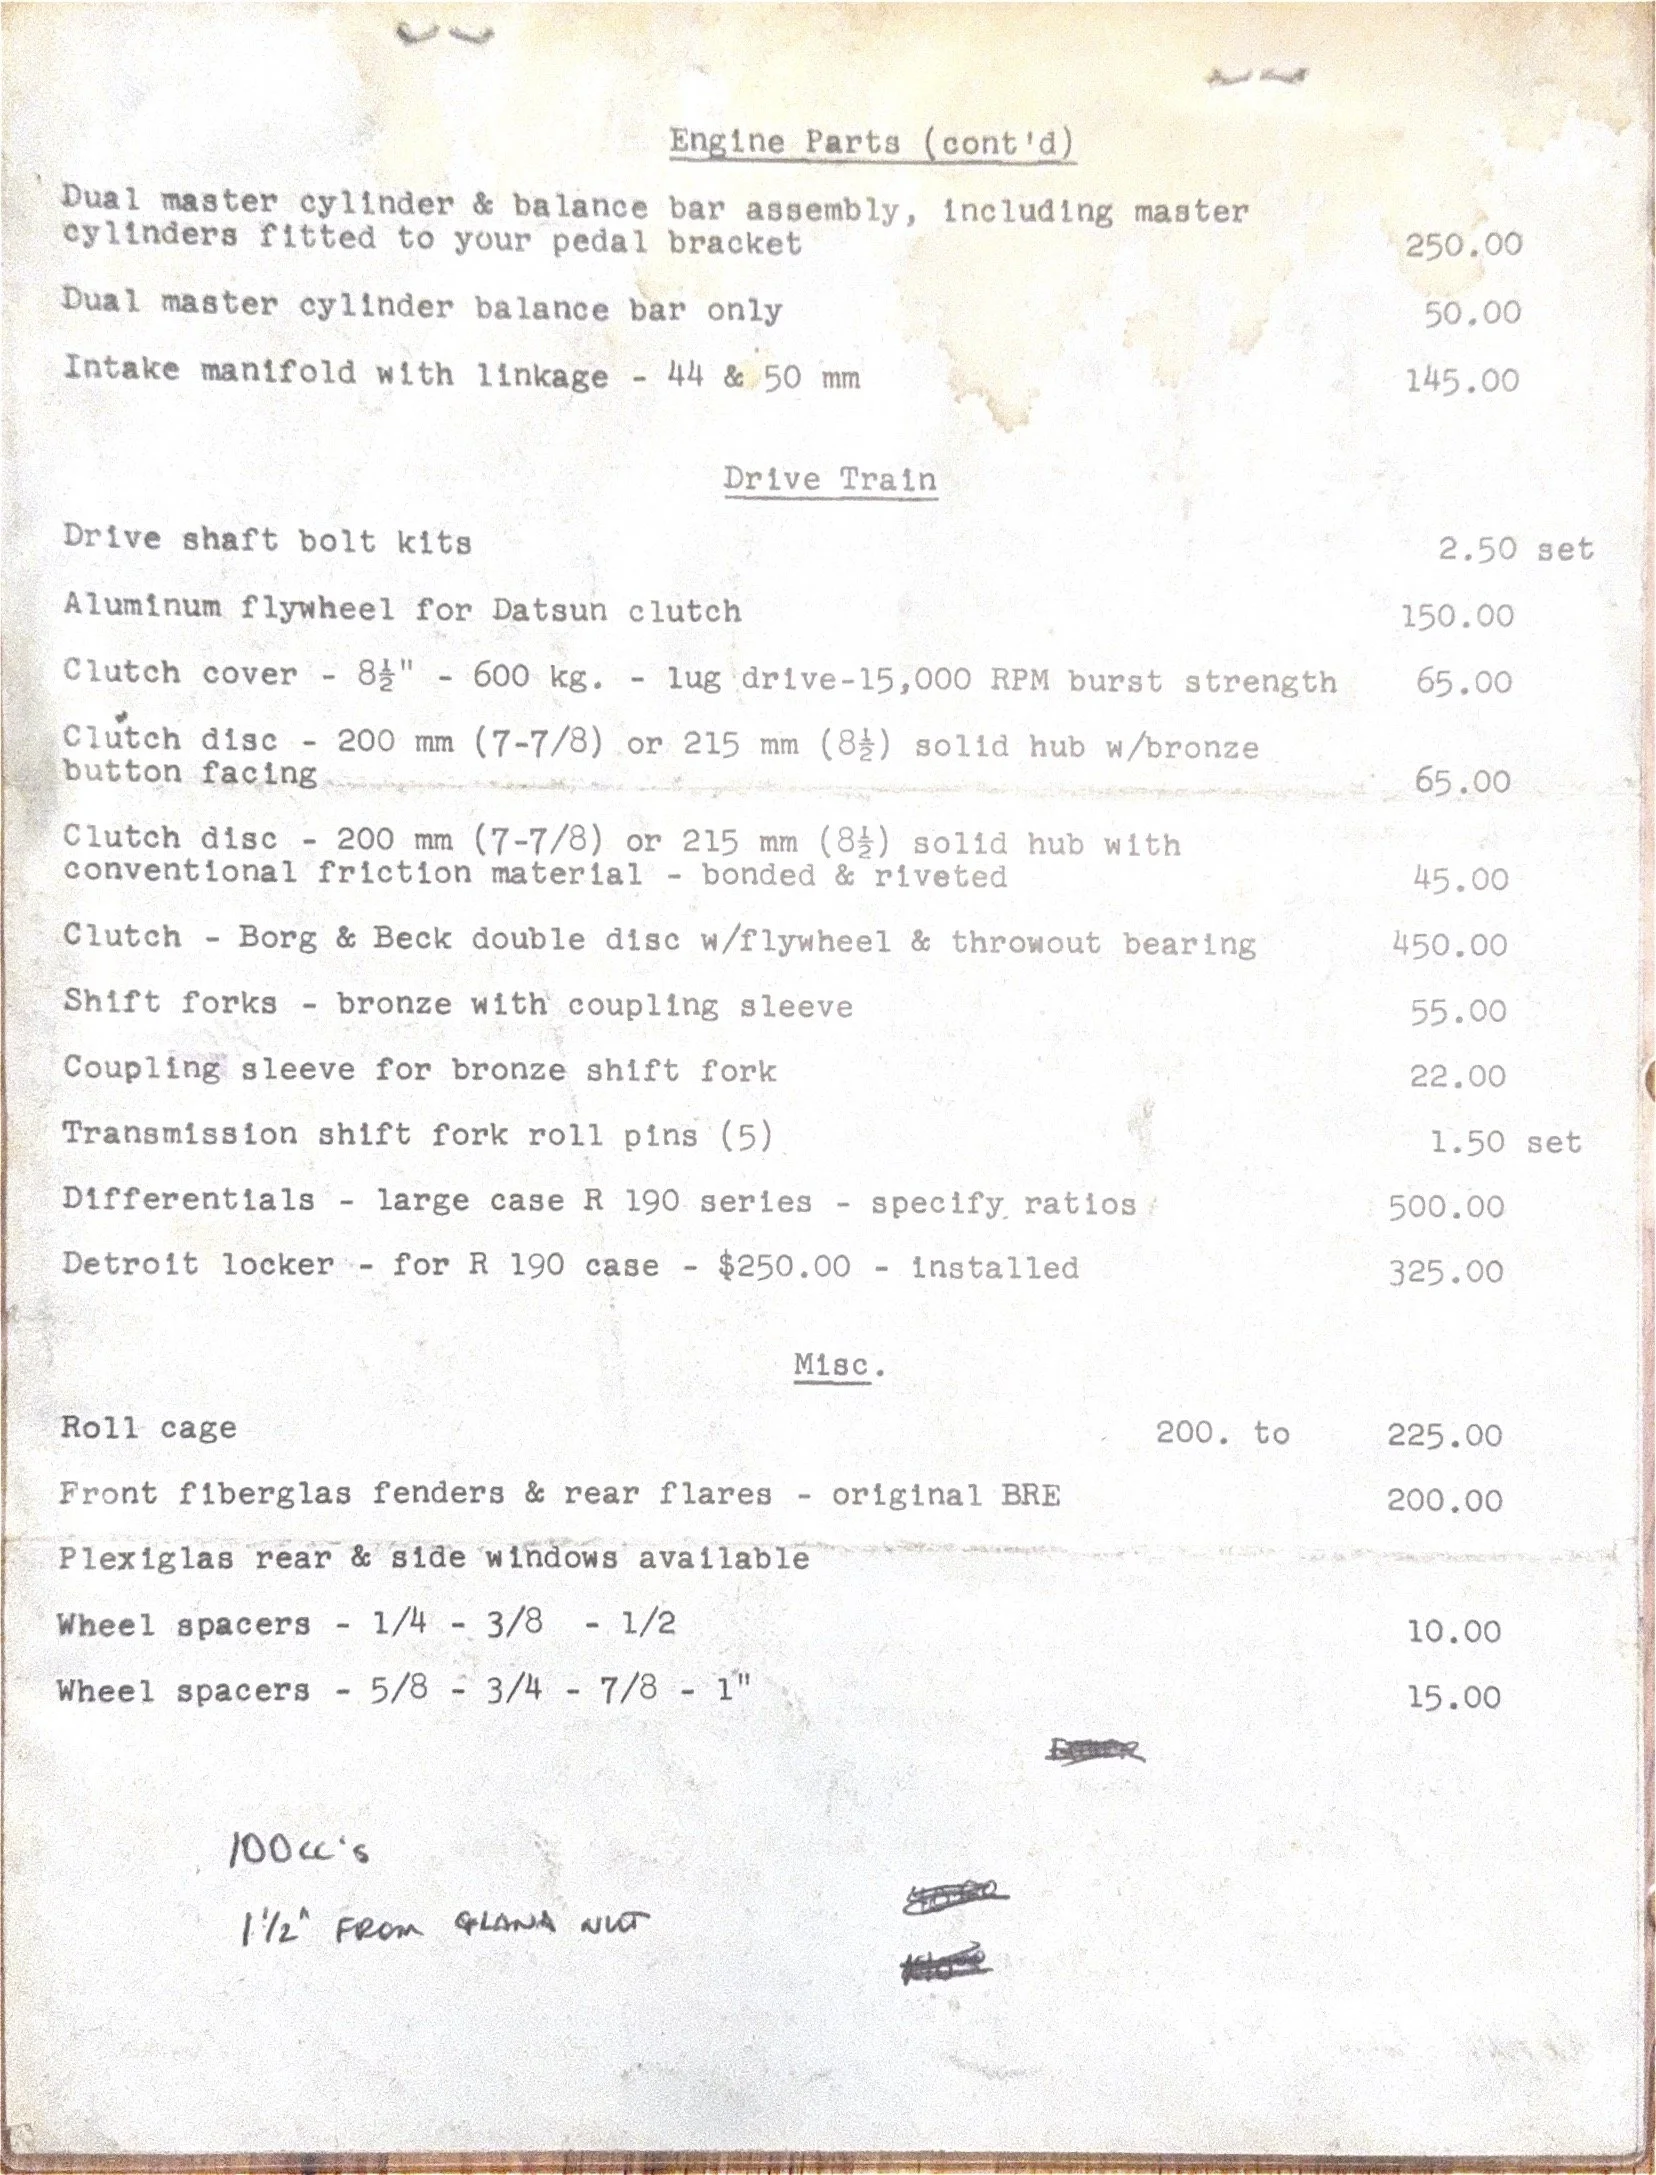 Engine Parts (cont'd)
Dual master cylinder & balance bar assembly, including master
cylinders fitted to your pedal bracket 250.00
Dual master cylinder balance bar only 50.00
Intake manifold with linkage - 44 & 50 mm 145.00
Drive Train
Drive shaft bolt kits 2.50 set
Aluminum flywheel for Datsun clutch 150.00
Clutch cover - 8½" - 600 kg. - lug drive-15,000 RPM burst strength 65.00
Clutch disc - 200 mm (7-7/8) or 215 mm (8½) solid hub w/bronze
button facing 65.00
Clutch disc - 200 mm (7-7/8) or 215 mm (8½) solid hub with
conventional friction material - bonded & riveted 45.00
Clutch - Borg & Beck double disc w/flywheel & throwout bearing 450.00
Shift forks - bronze with coupling sleeve 55.00
Coupling sleeve for bronze shift fork 22.00
Transmission shift fork roll pins (5) 1.50 set
Differentials - large case R 190 series - specify ratios 500.00
Detroit locker - for R 190 case - $250.00 - installed 325.00
Misc.
Roll cage 200. to 225.00
Front fiberglas fenders & rear flares - original BRE 200.00
Plexiglas rear & side windows available
Wheel spacers - 1/4 - 3/8 - 1/2 10.00
Wheel spacers - 5/8 - 3/4 - 7/8 - 1" 15.00
100cc's
1 1/2" FROM GLAND NUT